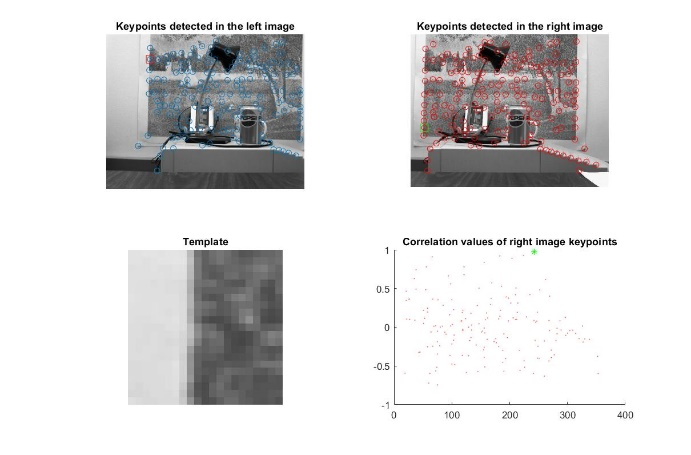 Keypoints detected in the left image
Keypoints detected in the right image
Template
Correlation values of right image keypoints
1
0.5
0
-0.5
-1
0
100
200
300
400